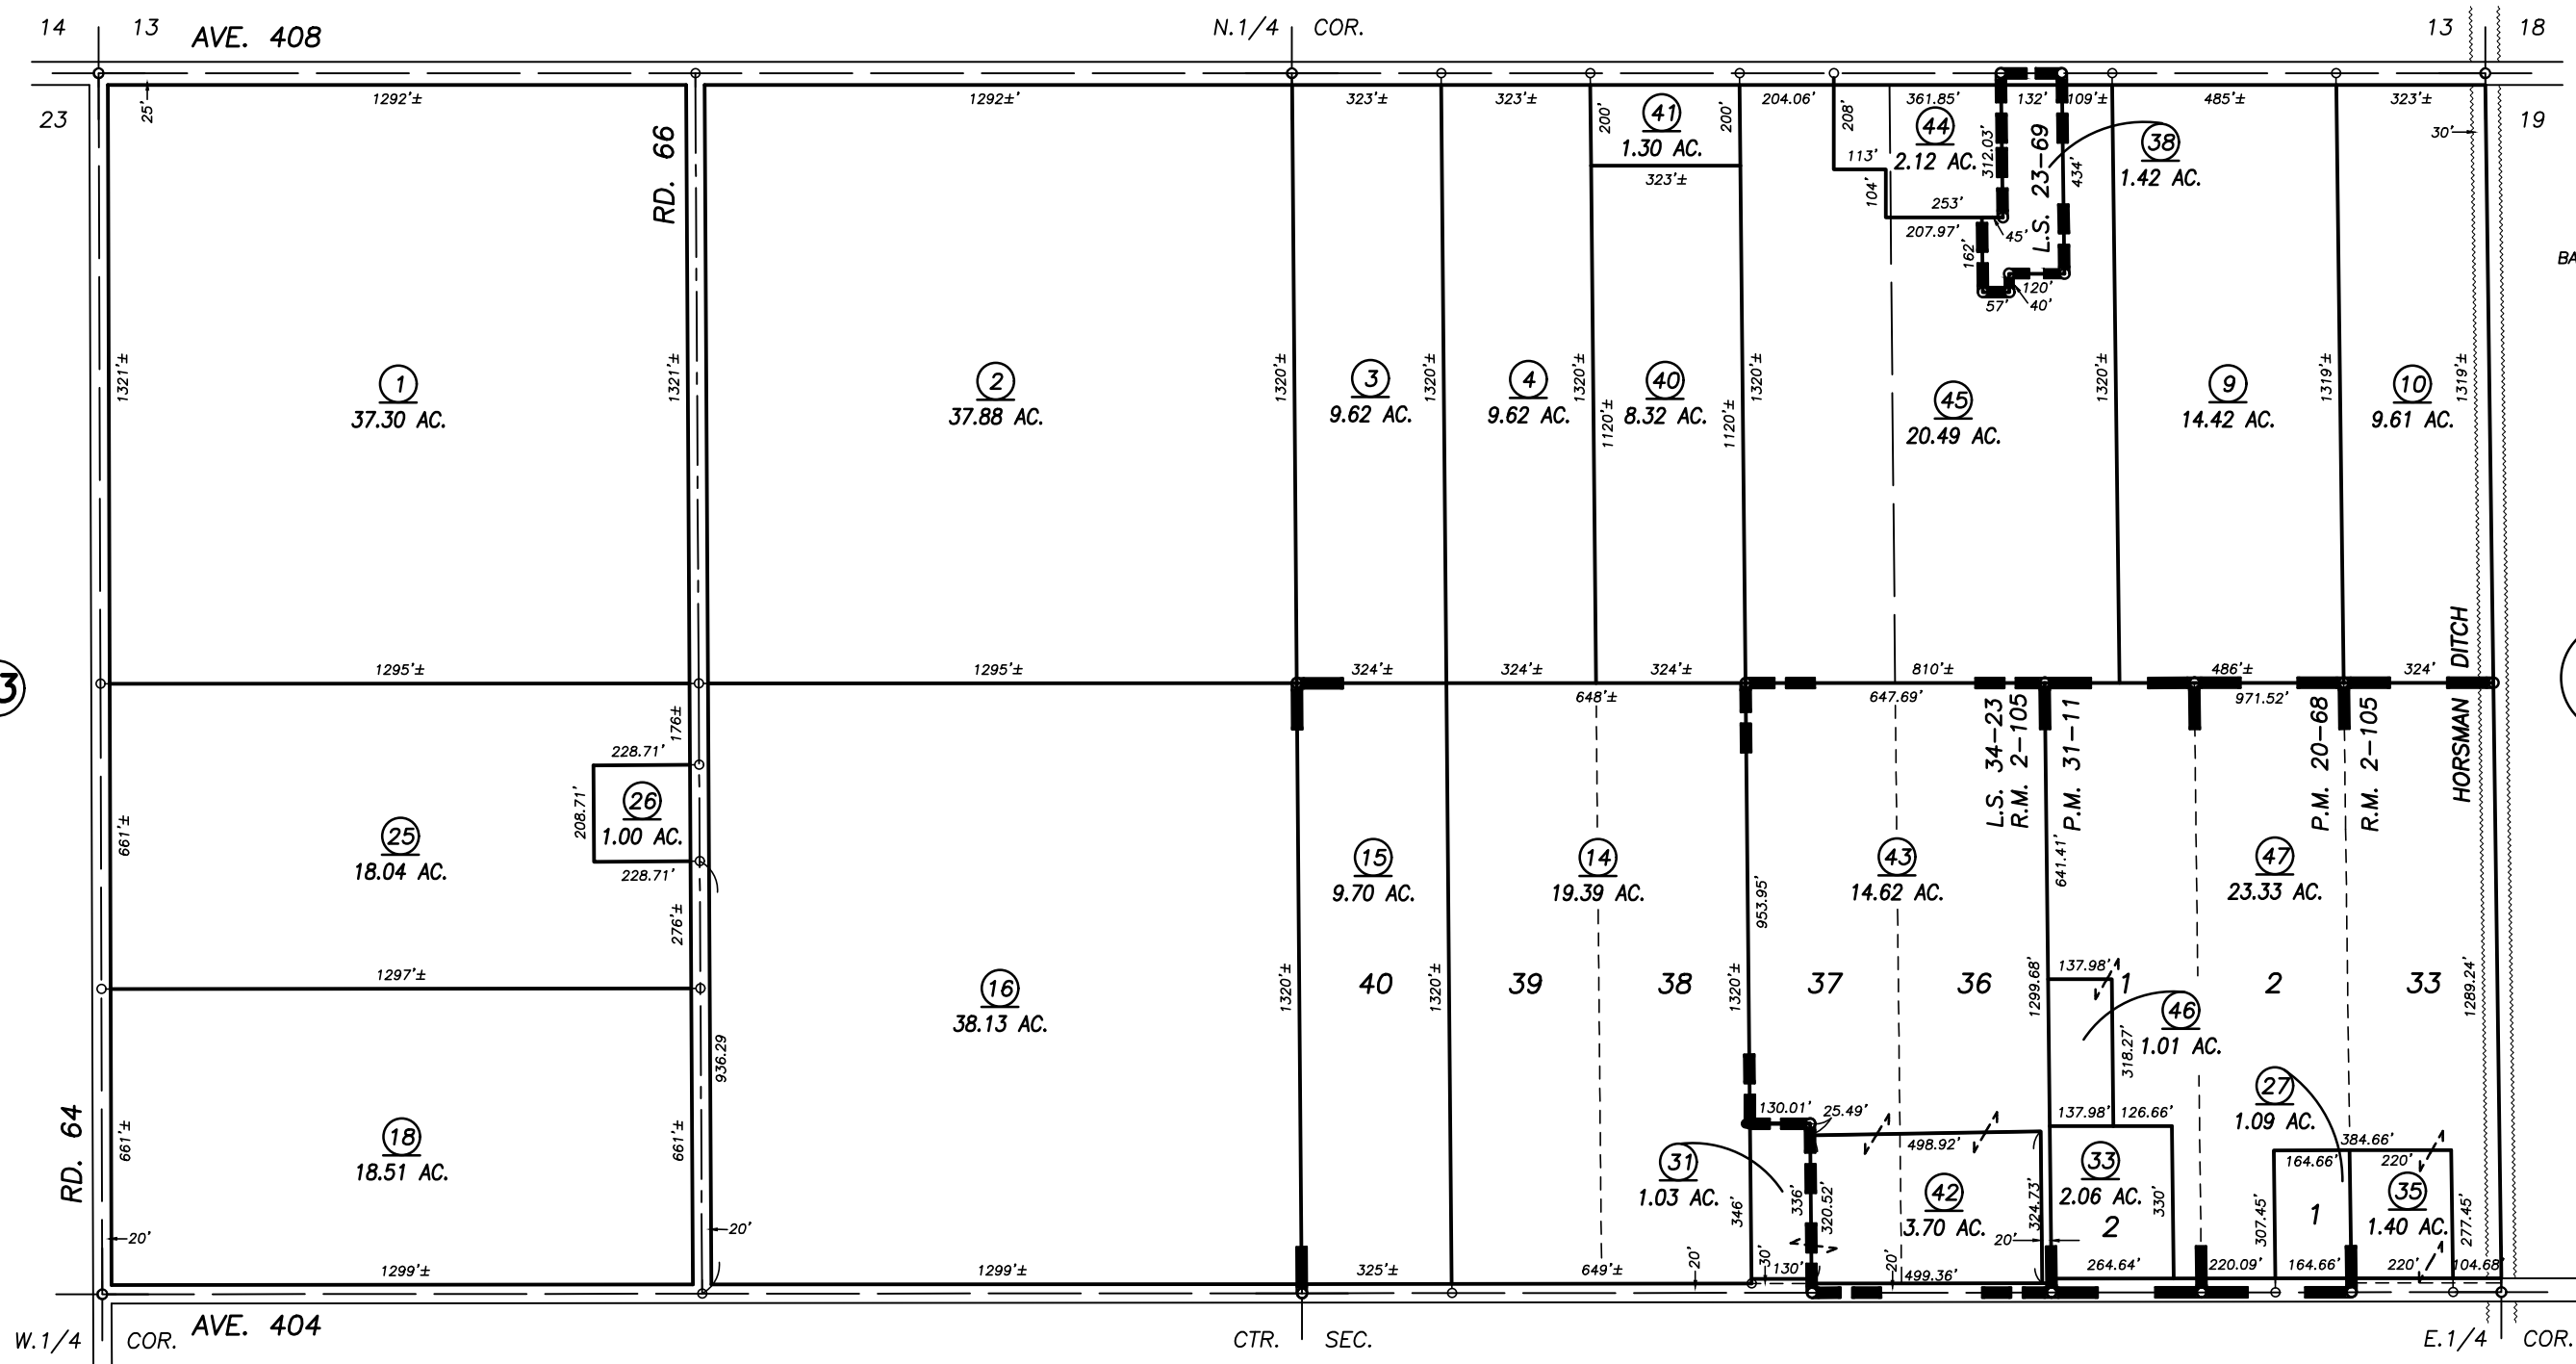 14 13 AVE. 408 N.1/4 COR. 13 18
23 25' 1292'± RD. 66 1292±' 323'± 323'± 200' 41 200' 204.06' 208' 361.85' 132' 109'± 485'± 323'± 30' 19
1.30 AC. 323'±
113' 104' 44 2.12 AC. 312.03' L.S. 23-69 434' 38 1.42 AC.
253' 207.97' 45' 162' 120' 57' 40'
BA
1321'± 1 37.30 AC. 1321'±
2 37.88 AC. 1320'±
3 9.62 AC. 1320'±
4 9.62 AC. 1320'± 1120'±
40 8.32 AC. 1120'± 1320'±
45 20.49 AC. 1320'±
9 14.42 AC. 1319'±
10 9.61 AC. 1319'±
3 1295'± 1295'± 324'± 324'± 324'± 810'± 486'± 324'
648'± 647.69' 971.52'
HORSMAN DITCH
L.S. 34-23
R.M. 2-105
P.M. 31-11
P.M. 20-68
R.M. 2-105
176± 228.71' 208.71' 26 1.00 AC. 228.71' 276'±
661'± 25 18.04 AC.
15 9.70 AC.
14 19.39 AC.
953.95'
43 14.62 AC.
641.41'
47 23.33 AC.
1297'±
16 38.13 AC.
936.29
1320'± 40 1320'± 39 38 1320'± 37 36 1299.68' 137.98' 1 2 33 1289.24'
46 1.01 AC. 318.27'
137.98' 126.66'
27 1.09 AC.
384.66' 164.66' 220'
130.01' 25.49' 498.92'
RD. 64 661'± 18 18.51 AC. 661'±
31 1.03 AC. 346' 336' 320.52'
42 3.70 AC. 324.73' 20'
33 2.06 AC. 330' 2
307.45' 1
35 1.40 AC. 277.45'
20' 20'
1299'± 1299'± 325'± 649'± 20' 30' 130' 20' 499.36' 264.64' 220.09' 164.66' 220' 104.68'
W.1/4 COR. AVE. 404 CTR. SEC. E.1/4 COR.